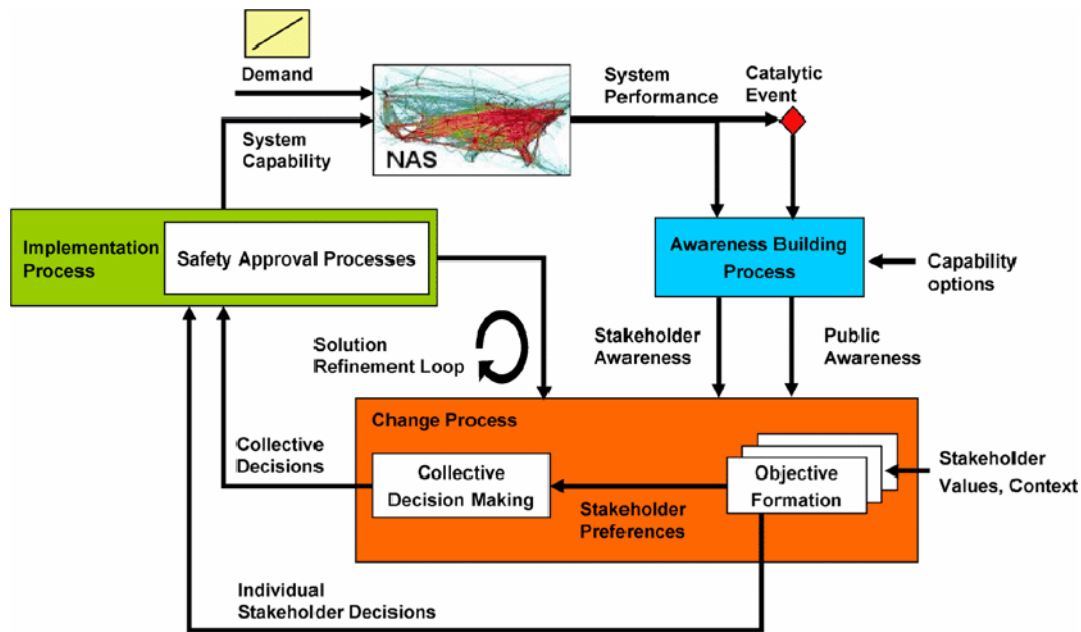 Demand
System
Capability
NAS
System
Performance
Catalytic
Event
Implementation
Process
Safety Approval Processes
Awareness Building
Process
Capability
options
Solution
Refinement Loop
Stakeholder
Awareness
Public
Awareness
Change Process
Collective
Decisions
Collective
Decision Making
Stakeholder
Preferences
Objective
Formation
Stakeholder
Values, Context
Individual
Stakeholder Decisions